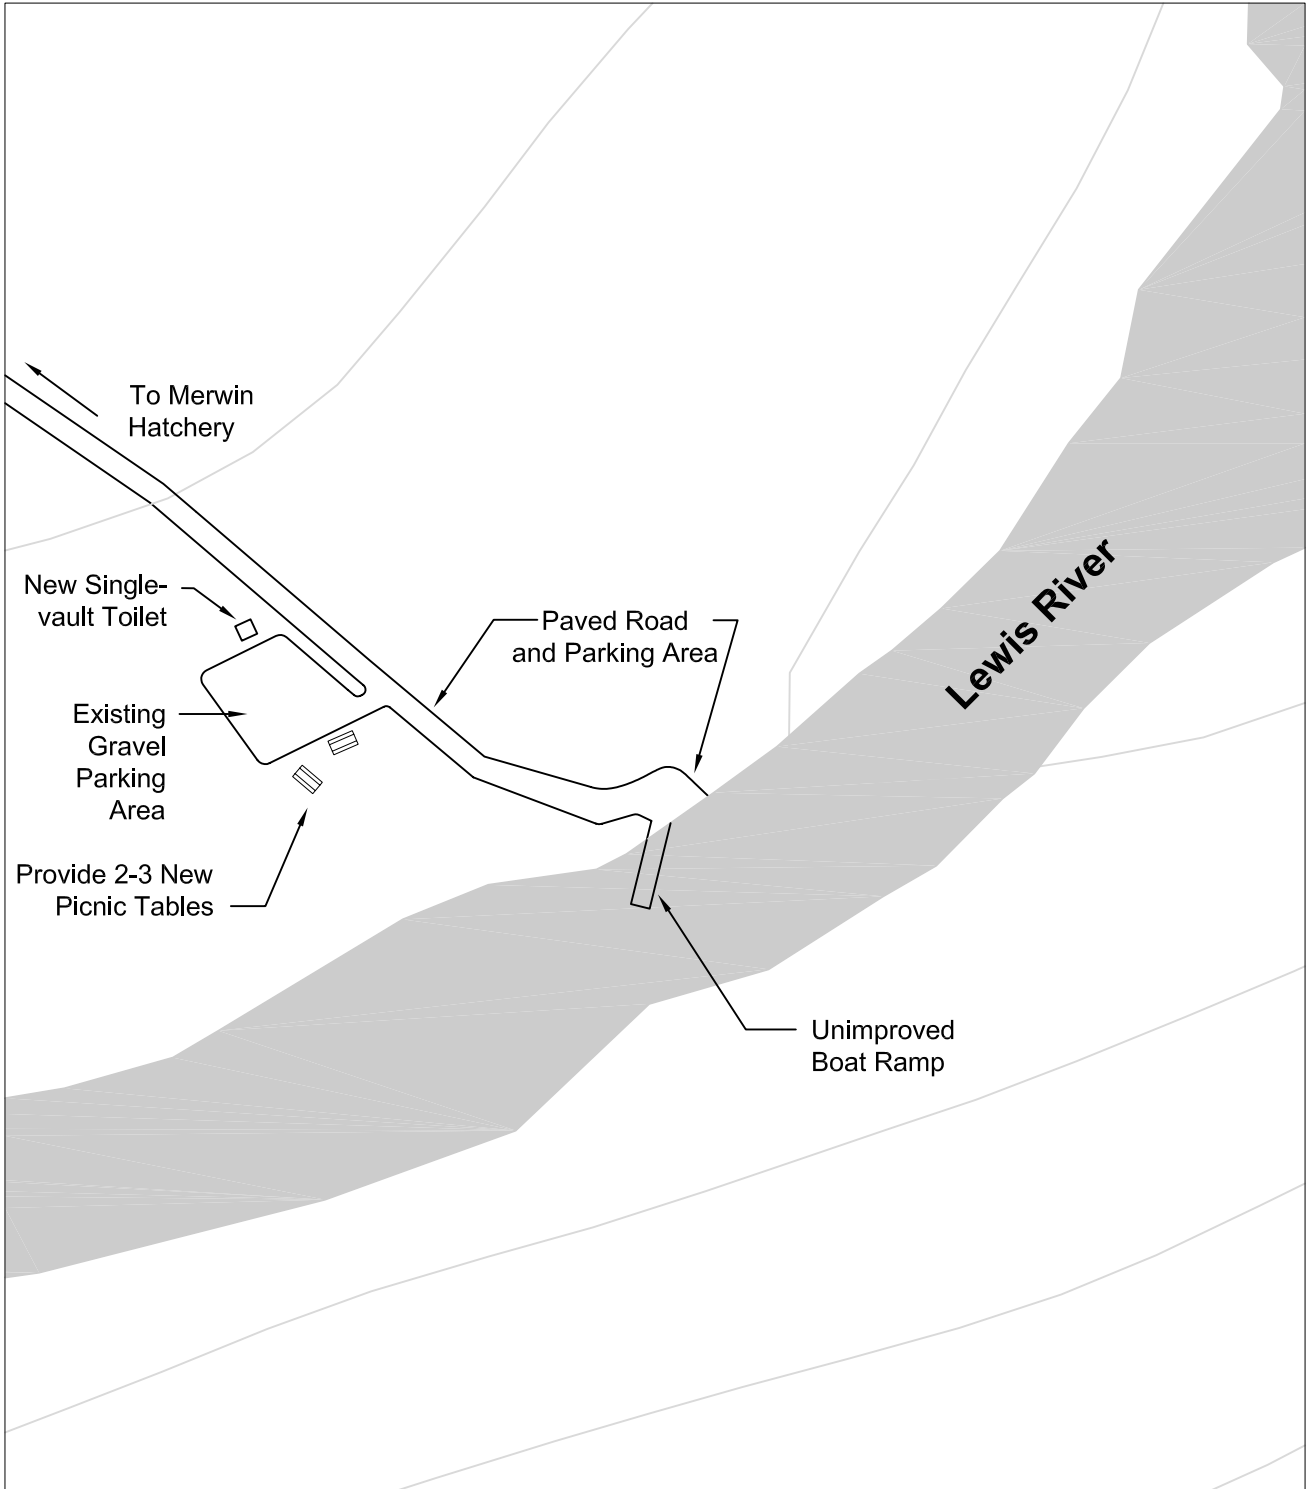 To Merwin
Hatchery
New Single-
vault Toilet
Paved Road
and Parking Area
Lewis River
Existing
Gravel
Parking
Area
Provide 2-3 New
Picnic Tables
Unimproved
Boat Ramp